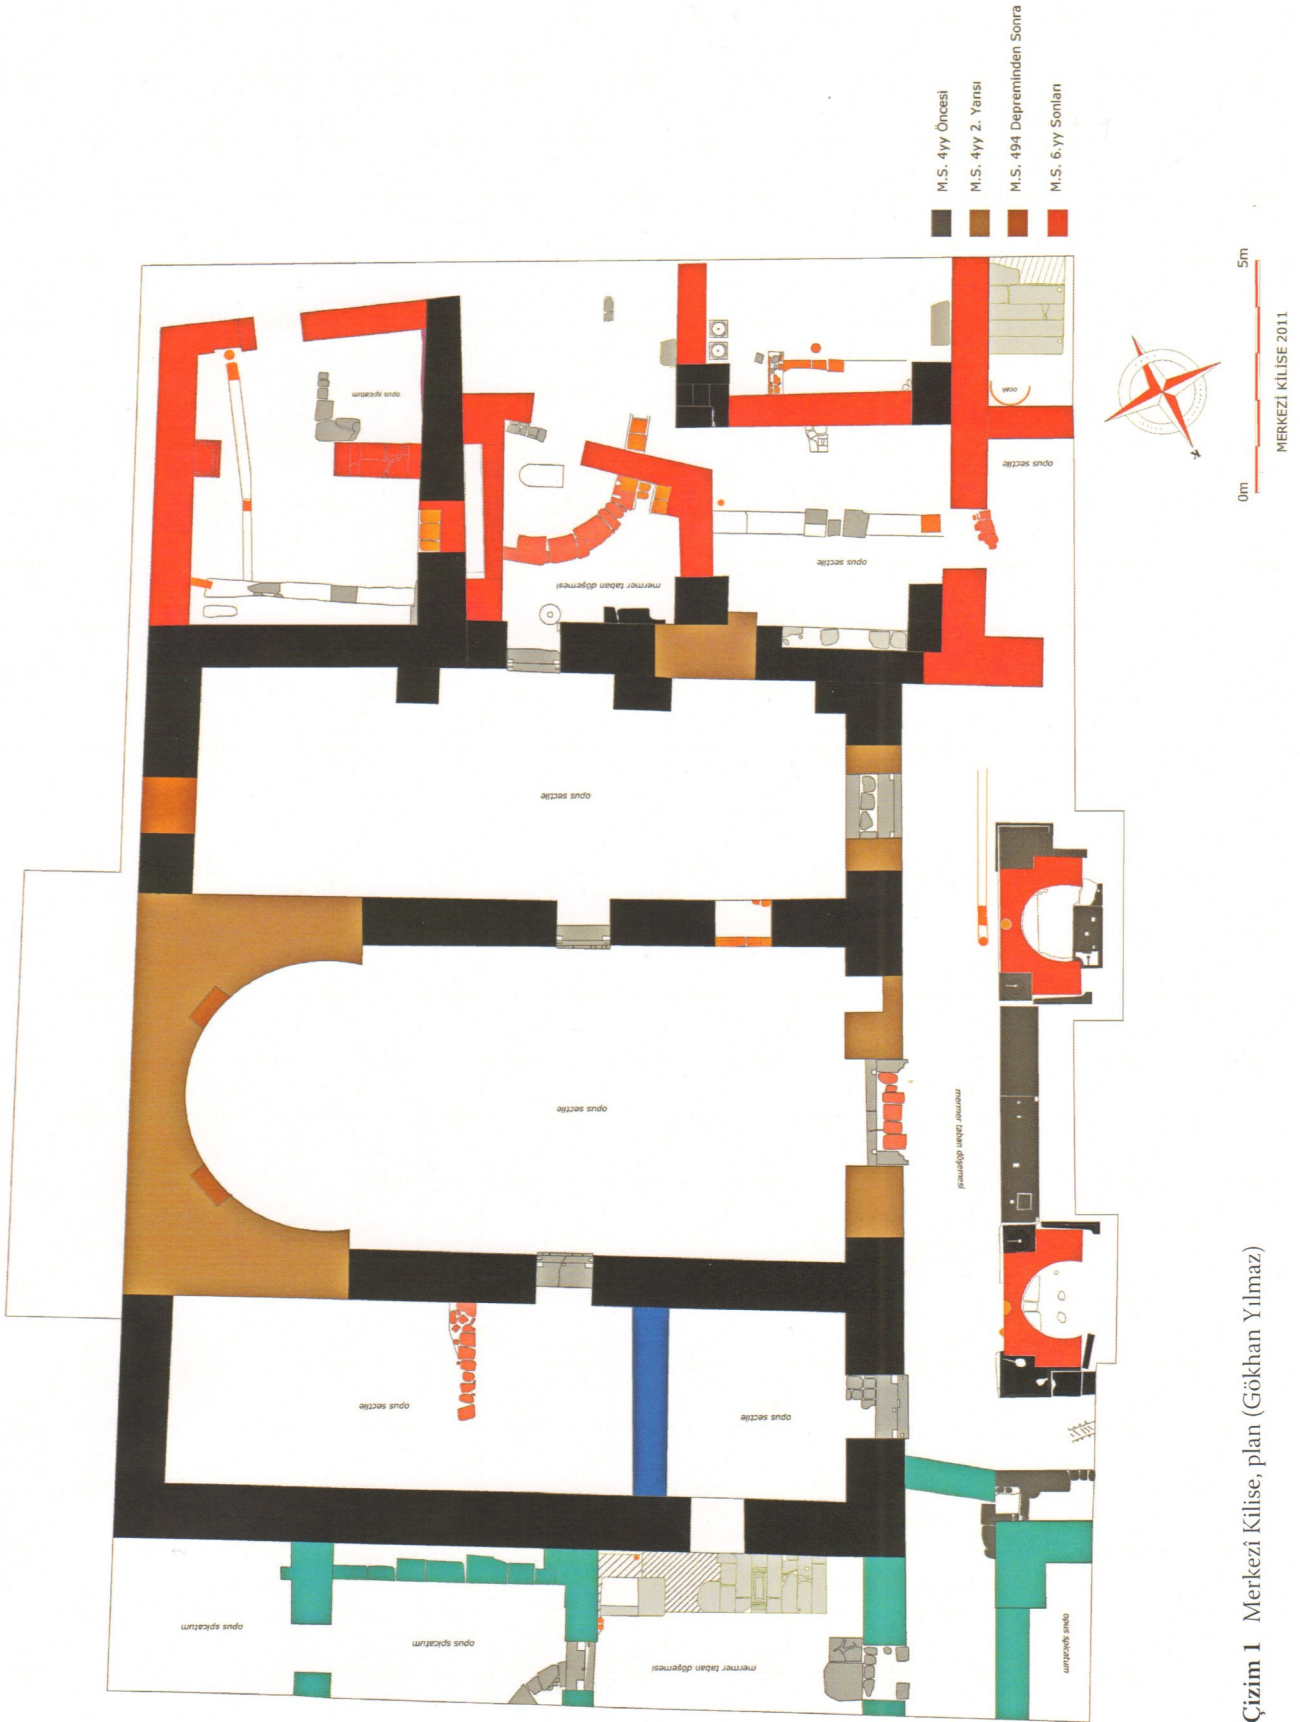 M.S. 4yy Öncesi
M.S. 4yy 2. Yarısı
M.S. 494 Depreminden Sonra
M.S. 6.yy Sonları
K
0m
5m
MERKEZİ KİLİSE 2011
opus spicatum
mermer taban döşemesi
opus sectile
opus sectile
ocak
opus sectile
opus sectile
mermer taban döşemesi
opus sectile
opus sectile
opus spicatum
opus spicatum
mermer taban döşemesi
opus spicatum
Çizim 1 Merkezî Kilise, plan (Gökhan Yılmaz)